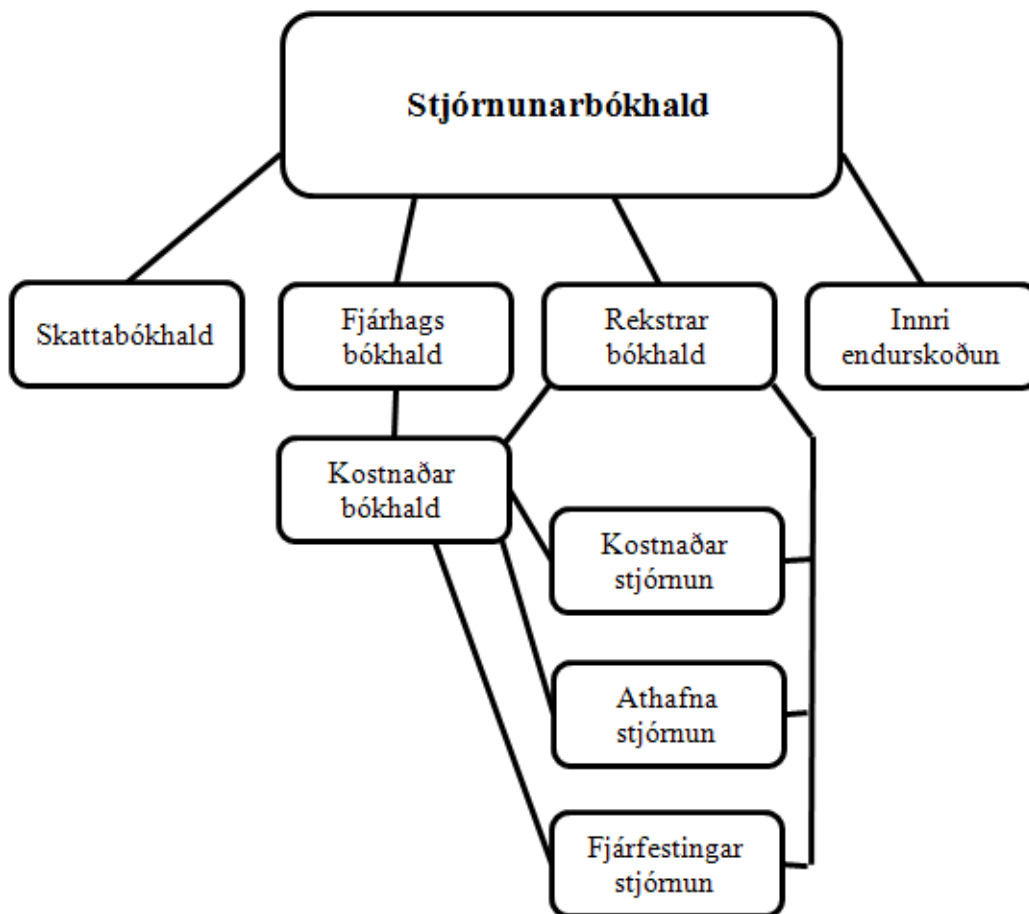 Stjórnunarbókhald
Skattabókhald
Fjárhags
bókhald
Rekstrar
bókhald
Innri
endurskoðun
Kostnaðar
bókhald
Kostnaðar
stjórnun
Athafna
stjórnun
Fjárfestingar
stjórnun